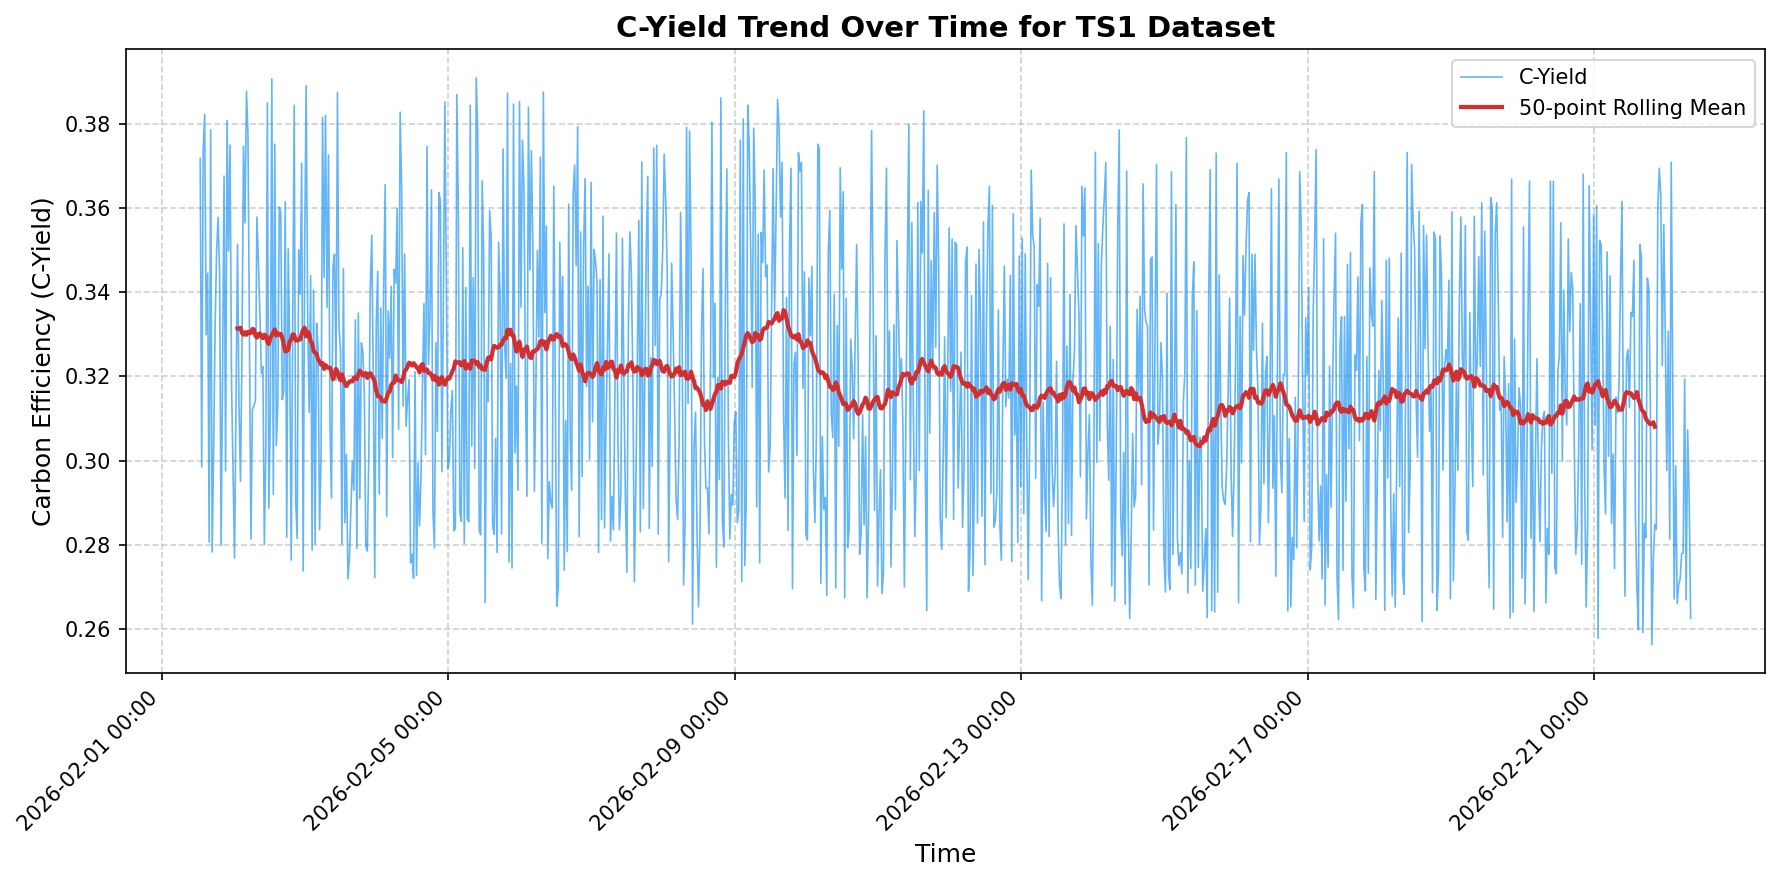 C-Yield Trend Over Time for TS1 Dataset
C-Yield
50-point Rolling Mean
Carbon Efficiency (C-Yield)
0.38
0.36
0.34
0.32
0.30
0.28
0.26
2026-02-01 00:00
2026-02-05 00:00
2026-02-09 00:00
2026-02-13 00:00
2026-02-17 00:00
2026-02-21 00:00
Time